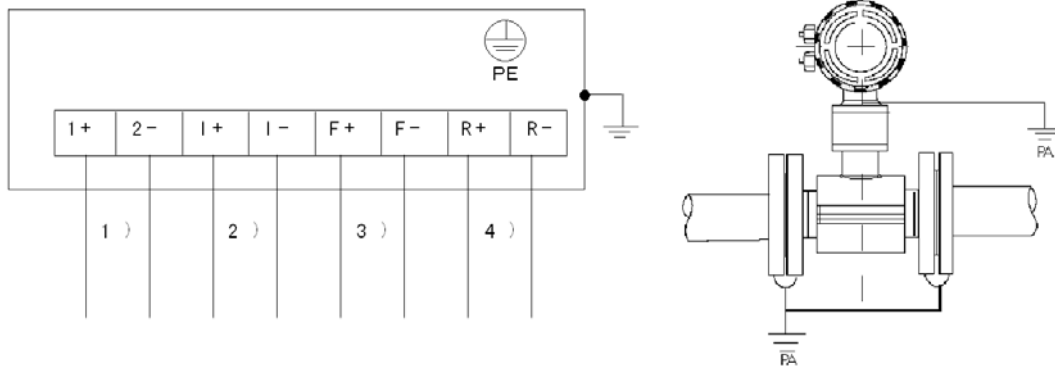 PE
1+ 2- I+ I- F+ F- R+ R-
1） 2） 3） 4）
PA
PA